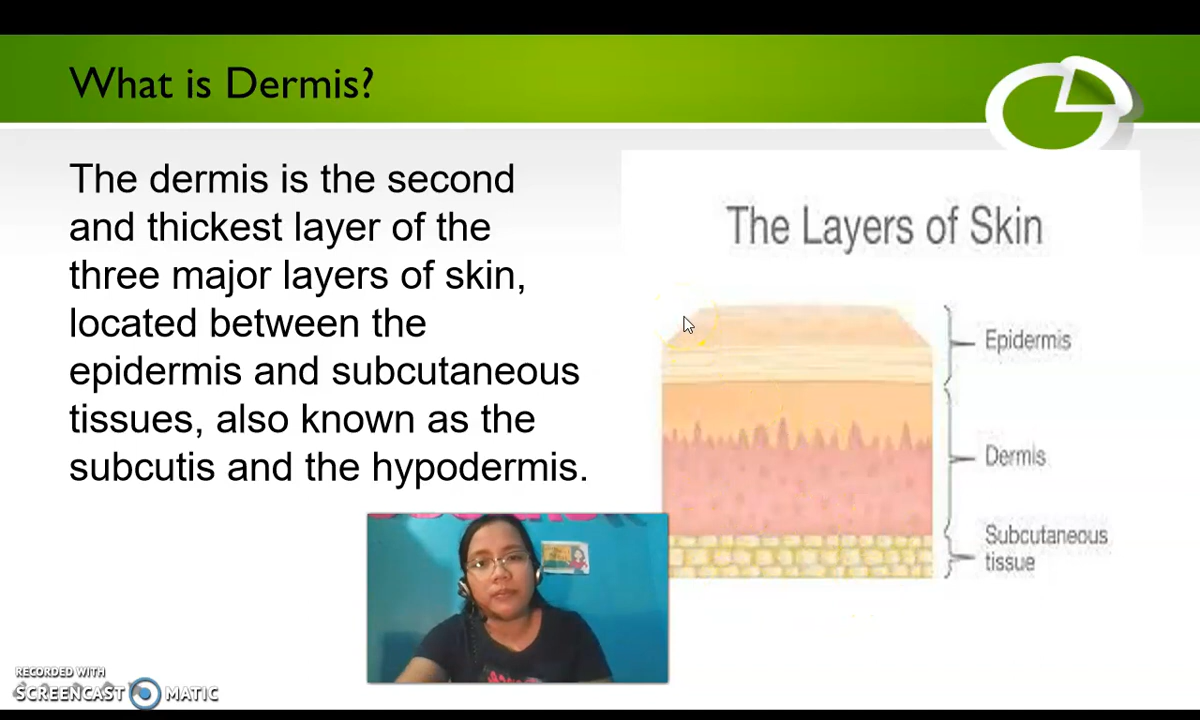 What is Dermis?
The dermis is the second
and thickest layer of the
three major layers of skin,
located between the
epidermis and subcutaneous
tissues, also known as the
subcutis and the hypodermis.
The Layers of Skin
Epidermis
Dermis
Subcutaneous
tissue
RECORDED WITH
SCREENCAST MATIC